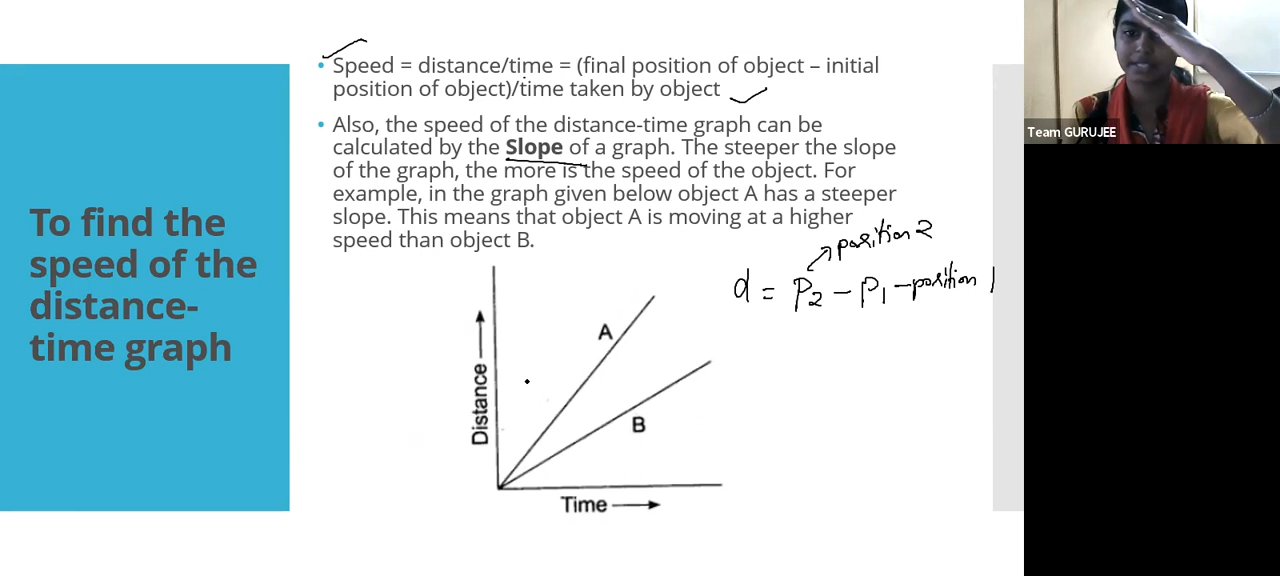 To find the
speed of the
distance-
time graph
• Speed = distance/time = (final position of object – initial
position of object)/time taken by object
• Also, the speed of the distance-time graph can be
calculated by the Slope of a graph. The steeper the slope
of the graph, the more is the speed of the object. For
example, in the graph given below object A has a steeper
slope. This means that object A is moving at a higher
speed than object B.
position 2
d = P2 – P1 – position 1
A
B
Distance
Time
Team GURUJEE